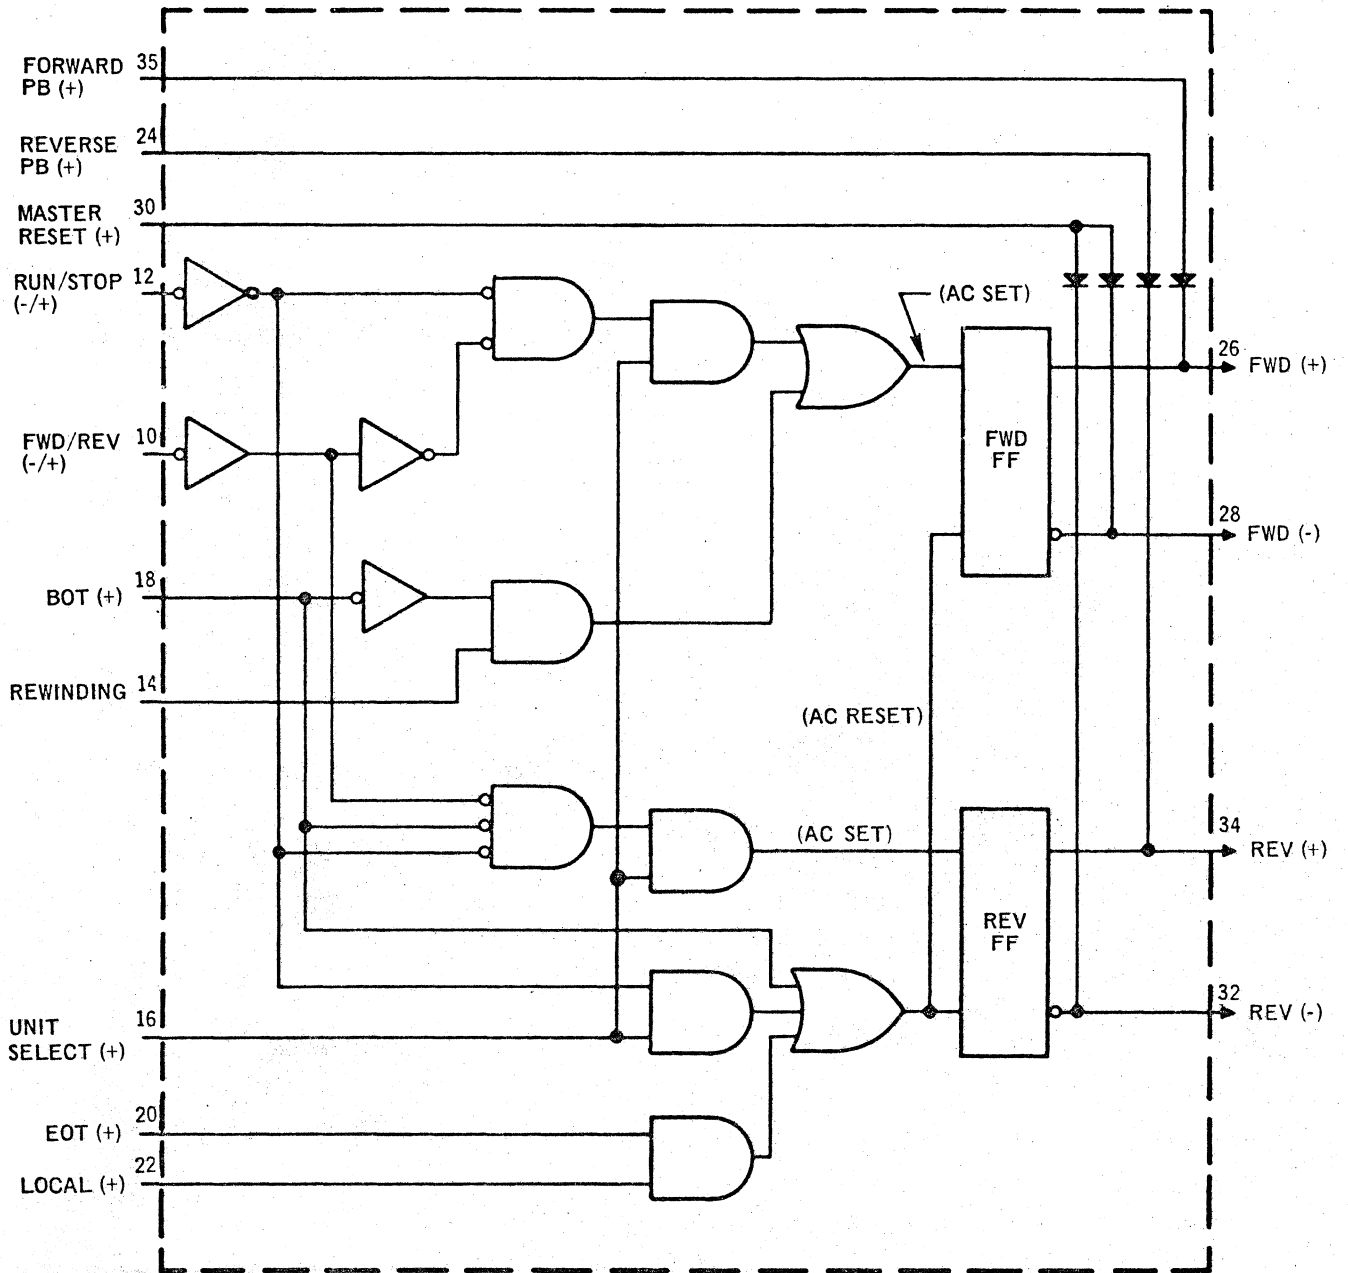 FORWARD 35
PB (+)
REVERSE 24
PB (+)
MASTER 30
RESET (+)
RUN/STOP 12
(-/+)
(AC SET)
26
FWD (+)
FWD/REV 10
(-/+)
FWD
FF
28
FWD (-)
BOT (+) 18
REWINDING 14
(AC RESET)
(AC SET)
34
REV (+)
REV
FF
32
REV (-)
UNIT 16
SELECT (+)
EOT (+) 20
LOCAL (+) 22